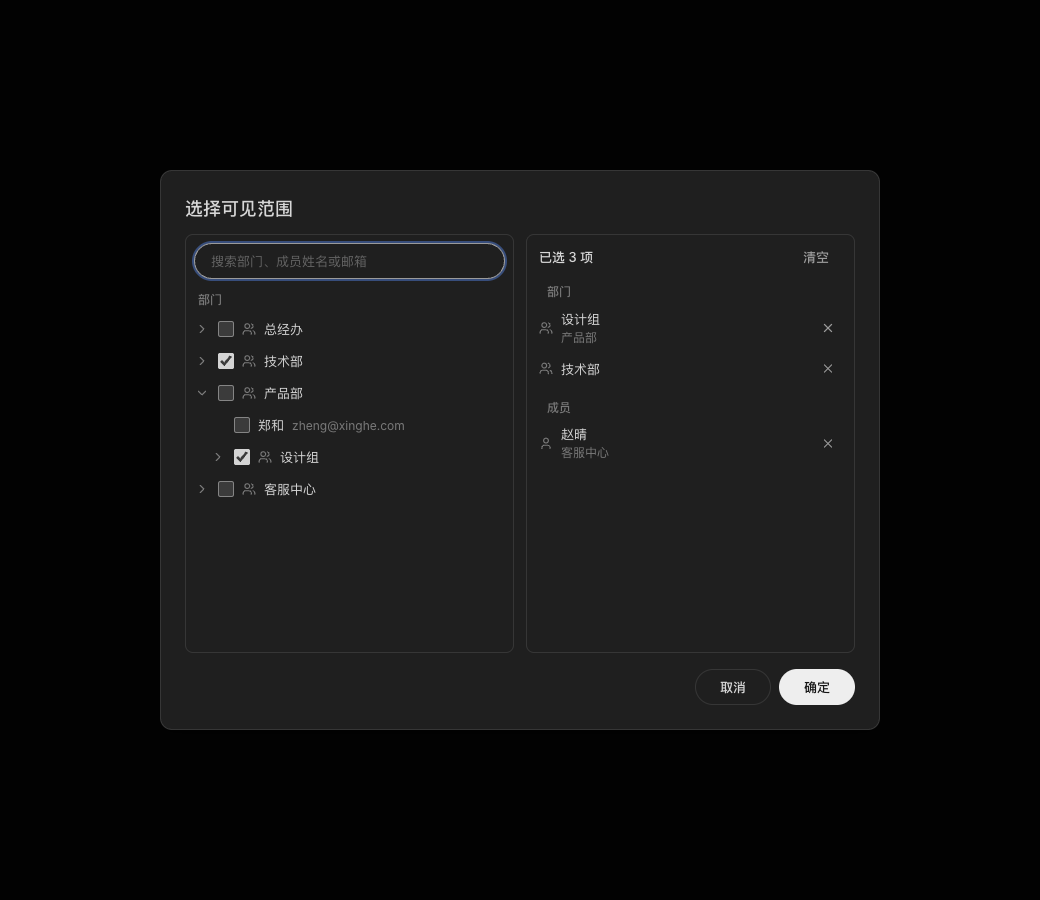 选择可见范围
搜索部门、成员姓名或邮箱
部门
总经办
技术部
产品部
郑和 zheng@xinghe.com
设计组
客服中心
已选 3 项 清空
部门
设计组
产品部
技术部
成员
赵晴
客服中心
取消 确定